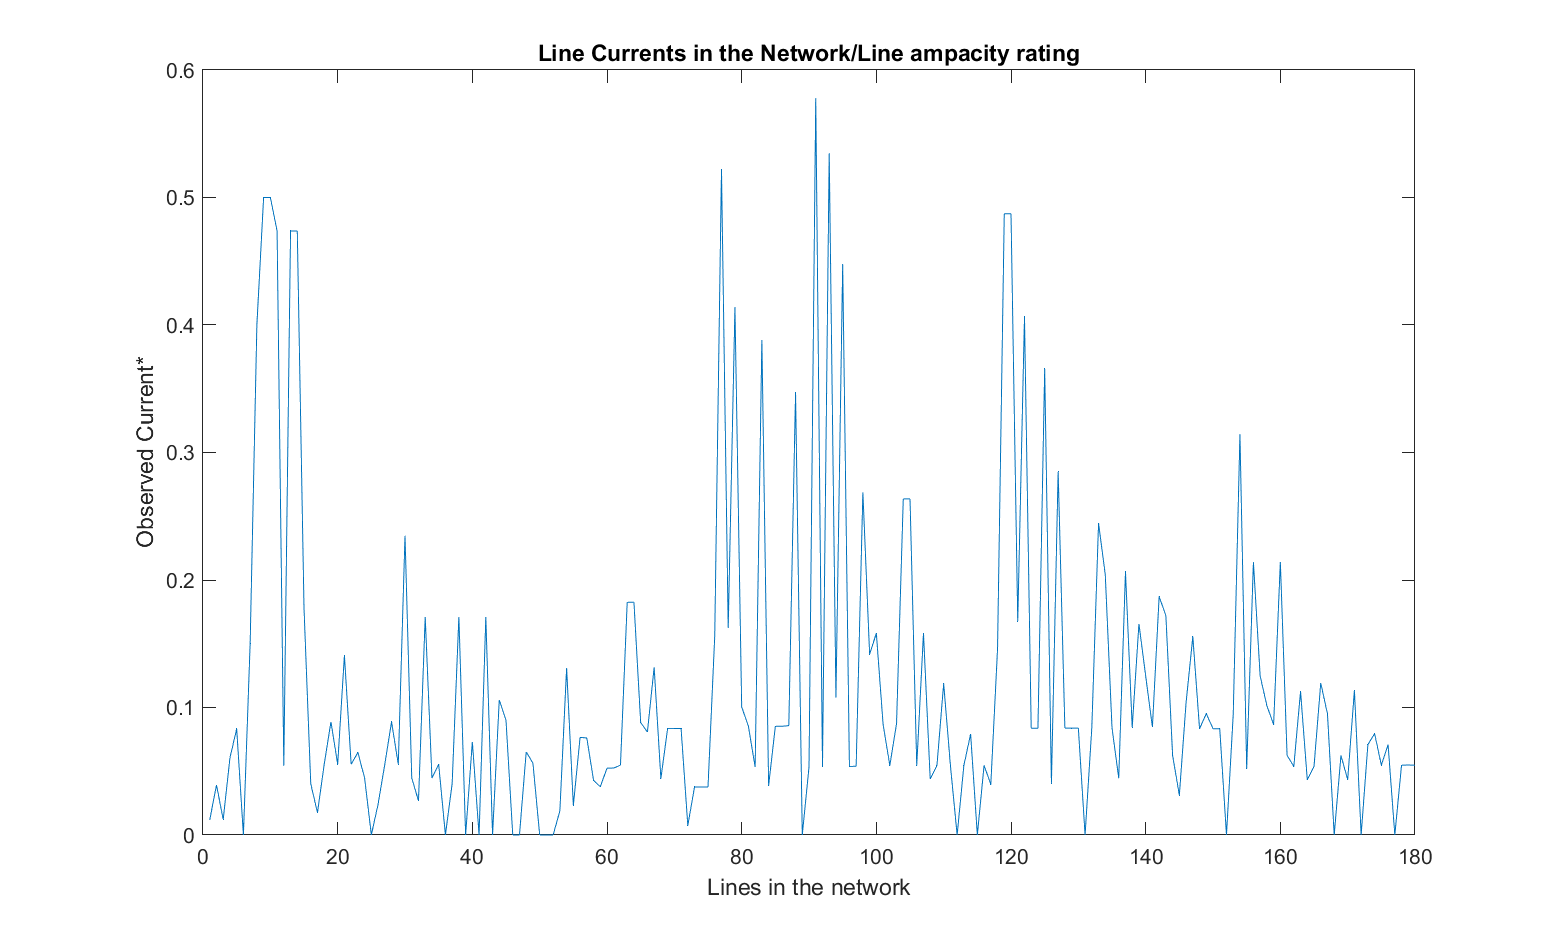 Line Currents in the Network/Line ampacity rating
0.6
0.5
0.4
0.3
0.2
0.1
0
Observed Current*
0 20 40 60 80 100 120 140 160 180
Lines in the network